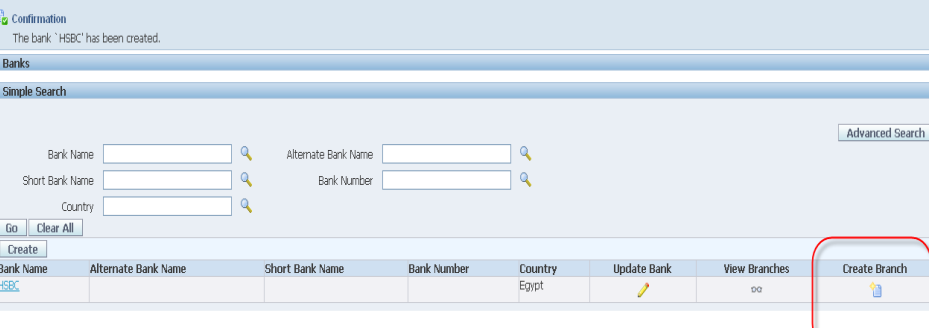 Confirmation
The bank `HSBC' has been created.
Banks
Simple Search
Advanced Search
Bank Name Alternate Bank Name
Short Bank Name Bank Number
Country
Go Clear All
Create
Bank Name Alternate Bank Name Short Bank Name Bank Number Country Update Bank View Branches Create Branch
HSBC Egypt